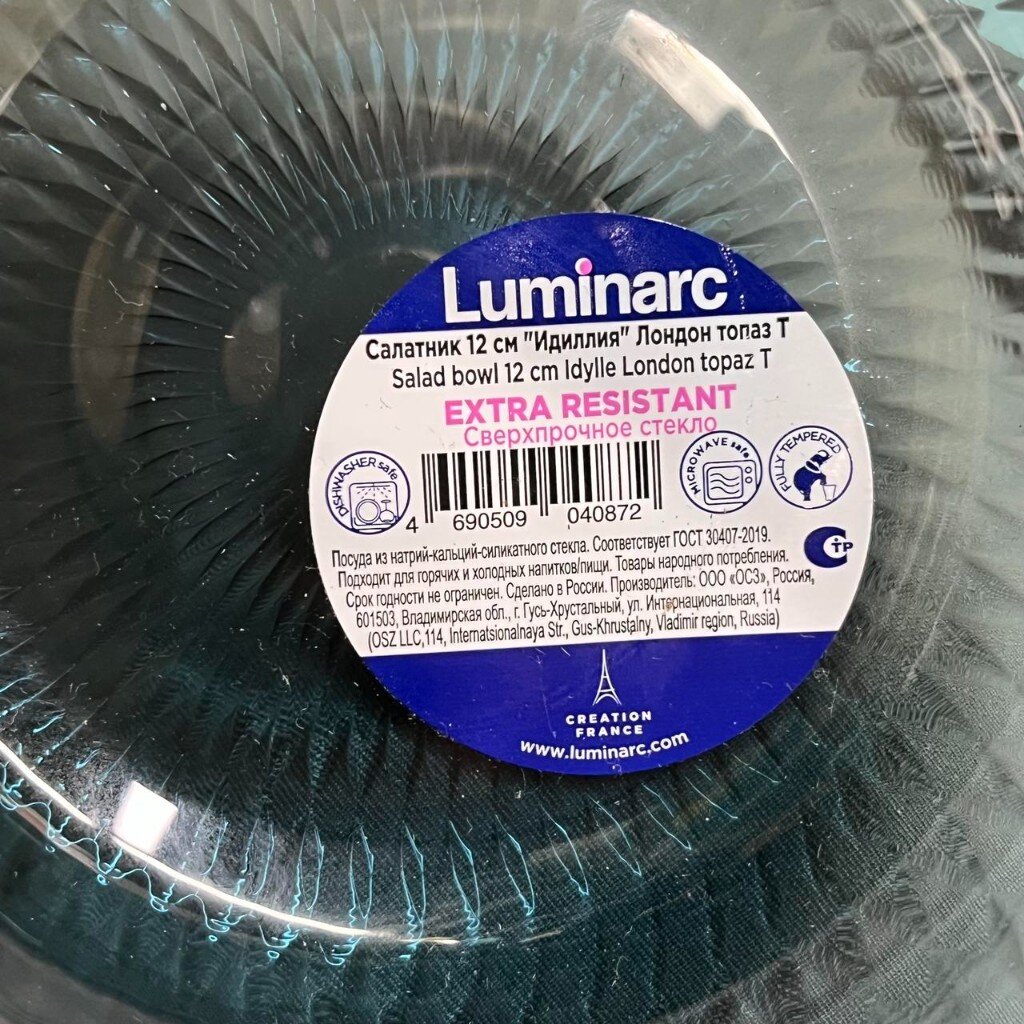 Luminarc
Салатник 12 см "Идиллия" Лондон топаз Т
Salad bowl 12 cm Idylle London topaz T
EXTRA RESISTANT
Сверхпрочное стекло
DISHWASHER safe
4 690509 040872
MICROWAVE safe
FULLY TEMPERED
СТР
Посуда из натрий-кальций-силикатного стекла. Соответствует ГОСТ 30407-2019.
Подходит для горячих и холодных напитков/пищи. Товары народного потребления.
Срок годности не ограничен. Сделано в России. Производитель: ООО «ОСЗ», Россия,
601503, Владимирская обл., г. Гусь-Хрустальный, ул. Интернациональная, 114
(OSZ LLC,114, Internatsionalnaya Str., Gus-Khrustalny, Vladimir region, Russia)
CREATION
FRANCE
www.luminarc.com